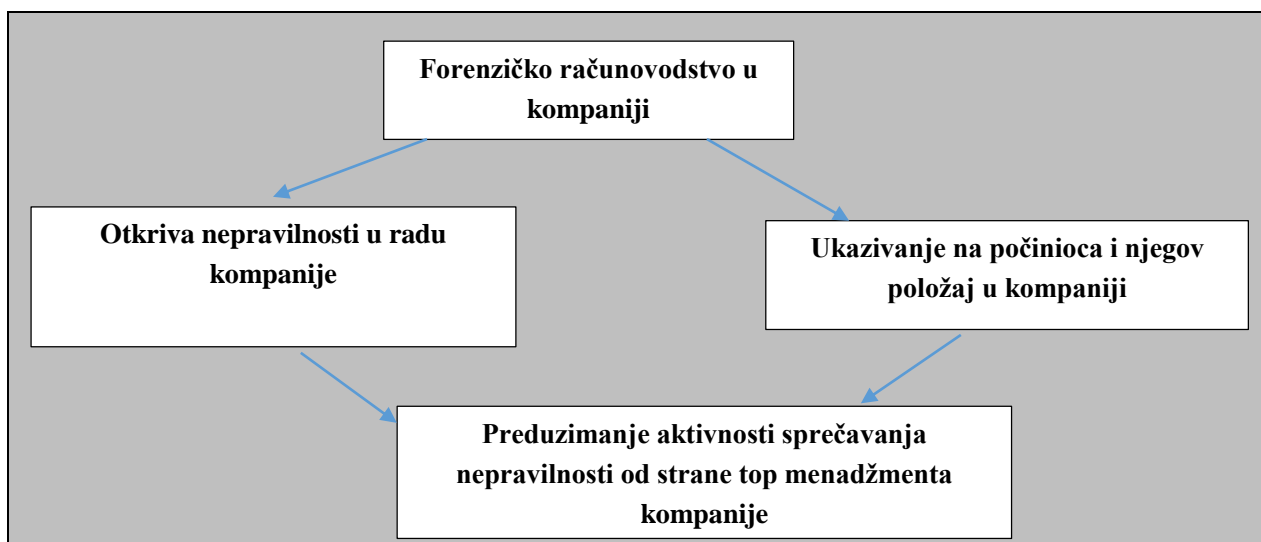 Forenzičko računovodstvo u
kompaniji
Otkriva nepravilnosti u radu
kompanije
Ukazivanje na počinioca i njegov
položaj u kompaniji
Preduzimanje aktivnosti sprečavanja
nepravilnosti od strane top menadžmenta
kompanije